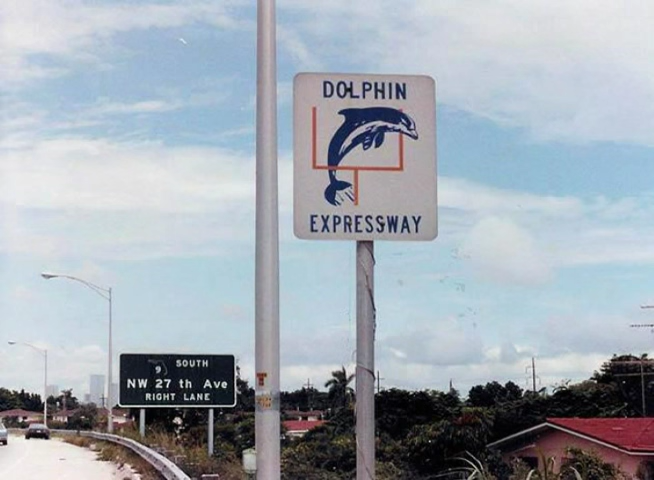 DOLPHIN
EXPRESSWAY
9 SOUTH
NW 27 th Ave
RIGHT LANE